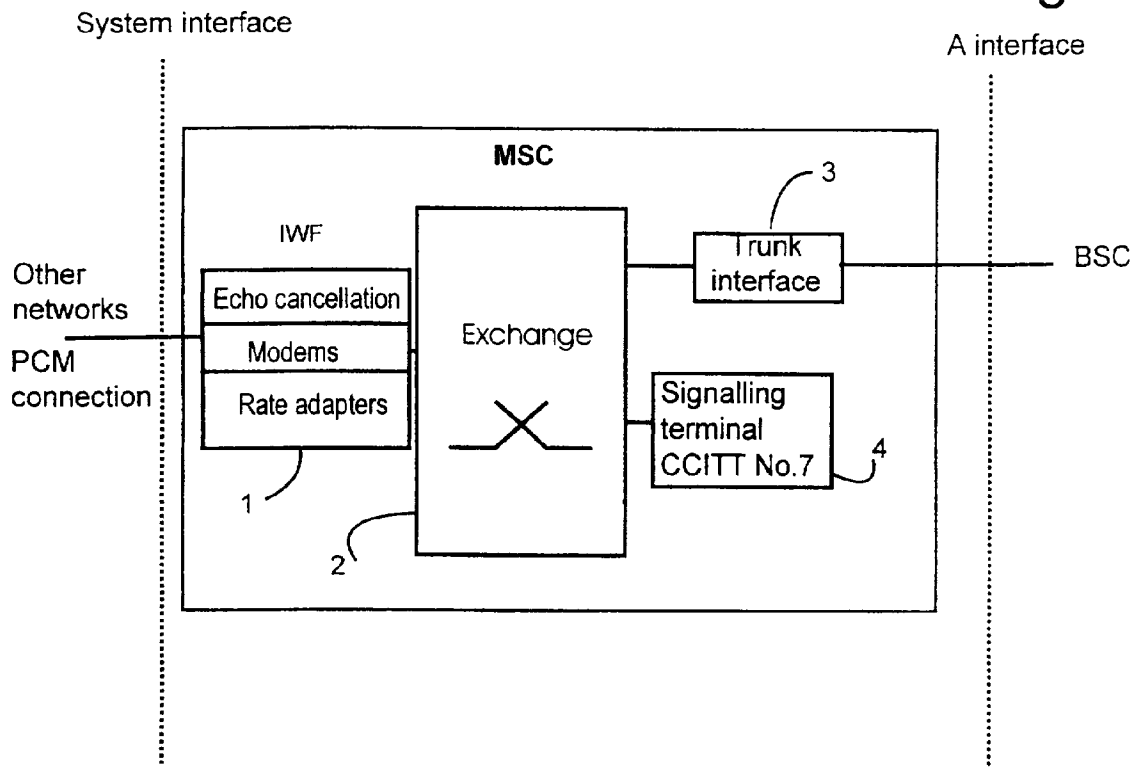 System interface
A interface
MSC
3
IWF
Trunk
interface
BSC
Other
networks
PCM
connection
Echo cancellation
Modems
Rate adapters
Exchange
Signalling
terminal
CCITT No.7
4
1
2